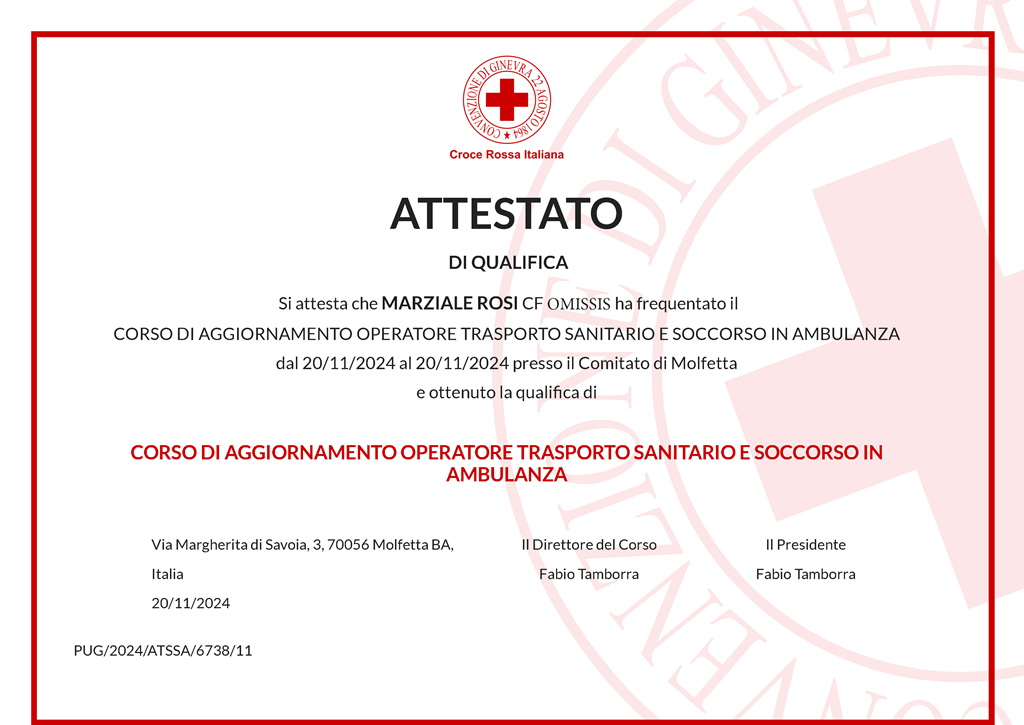 CONVENZIONE DI GINEVRA 22 AGOSTO 1864
Croce Rossa Italiana
ATTESTATO
DI QUALIFICA
Si attesta che MARZIALE ROSI CF OMISSIS ha frequentato il
CORSO DI AGGIORNAMENTO OPERATORE TRASPORTO SANITARIO E SOCCORSO IN AMBULANZA
dal 20/11/2024 al 20/11/2024 presso il Comitato di Molfetta
e ottenuto la qualifica di
CORSO DI AGGIORNAMENTO OPERATORE TRASPORTO SANITARIO E SOCCORSO IN
AMBULANZA
Via Margherita di Savoia, 3, 70056 Molfetta BA,
Italia
20/11/2024
Il Direttore del Corso
Fabio Tamborra
Il Presidente
Fabio Tamborra
PUG/2024/ATSSA/6738/11
CONVENZIONE DI GINEVR